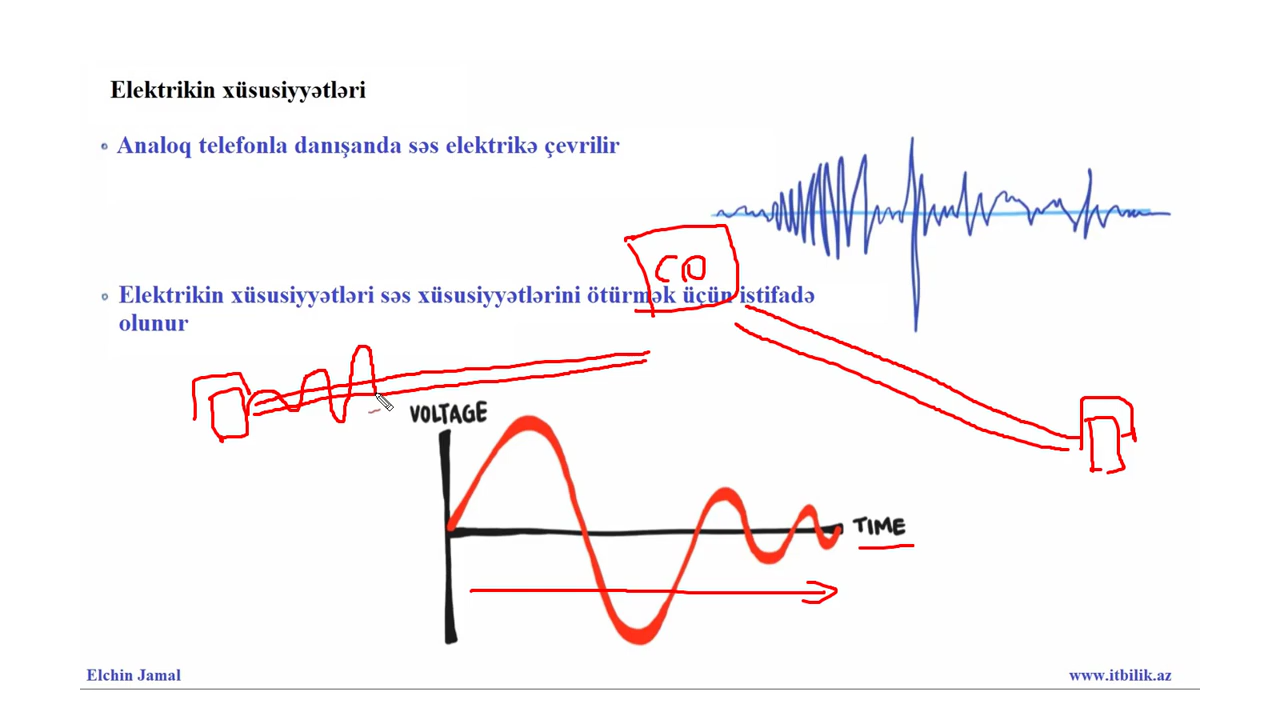 Elektrikin xüsusiyyətləri
Analoq telefonla danışanda səs elektrikə çevrilir
CO
Elektrikin xüsusiyyətləri səs xüsusiyyətlərini ötürmək üçün istifadə
olunur
VOLTAGE
TIME
Elchin Jamal
www.itbilik.az